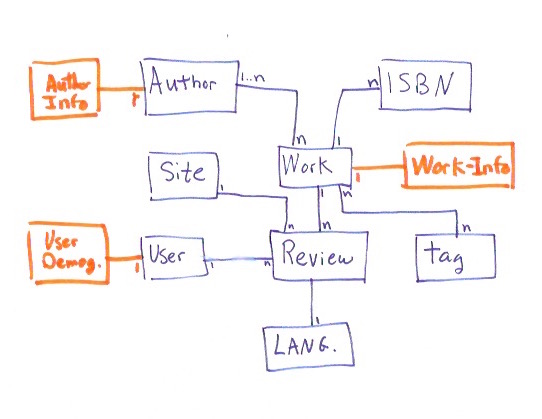 Author
Info
1
Author
1..n
n
ISBN
n
1
Work
1
Work-Info
Site
1
1
n
n
n
n
User
Demog.
1
User
1
n
Review
tag
1
LANG.